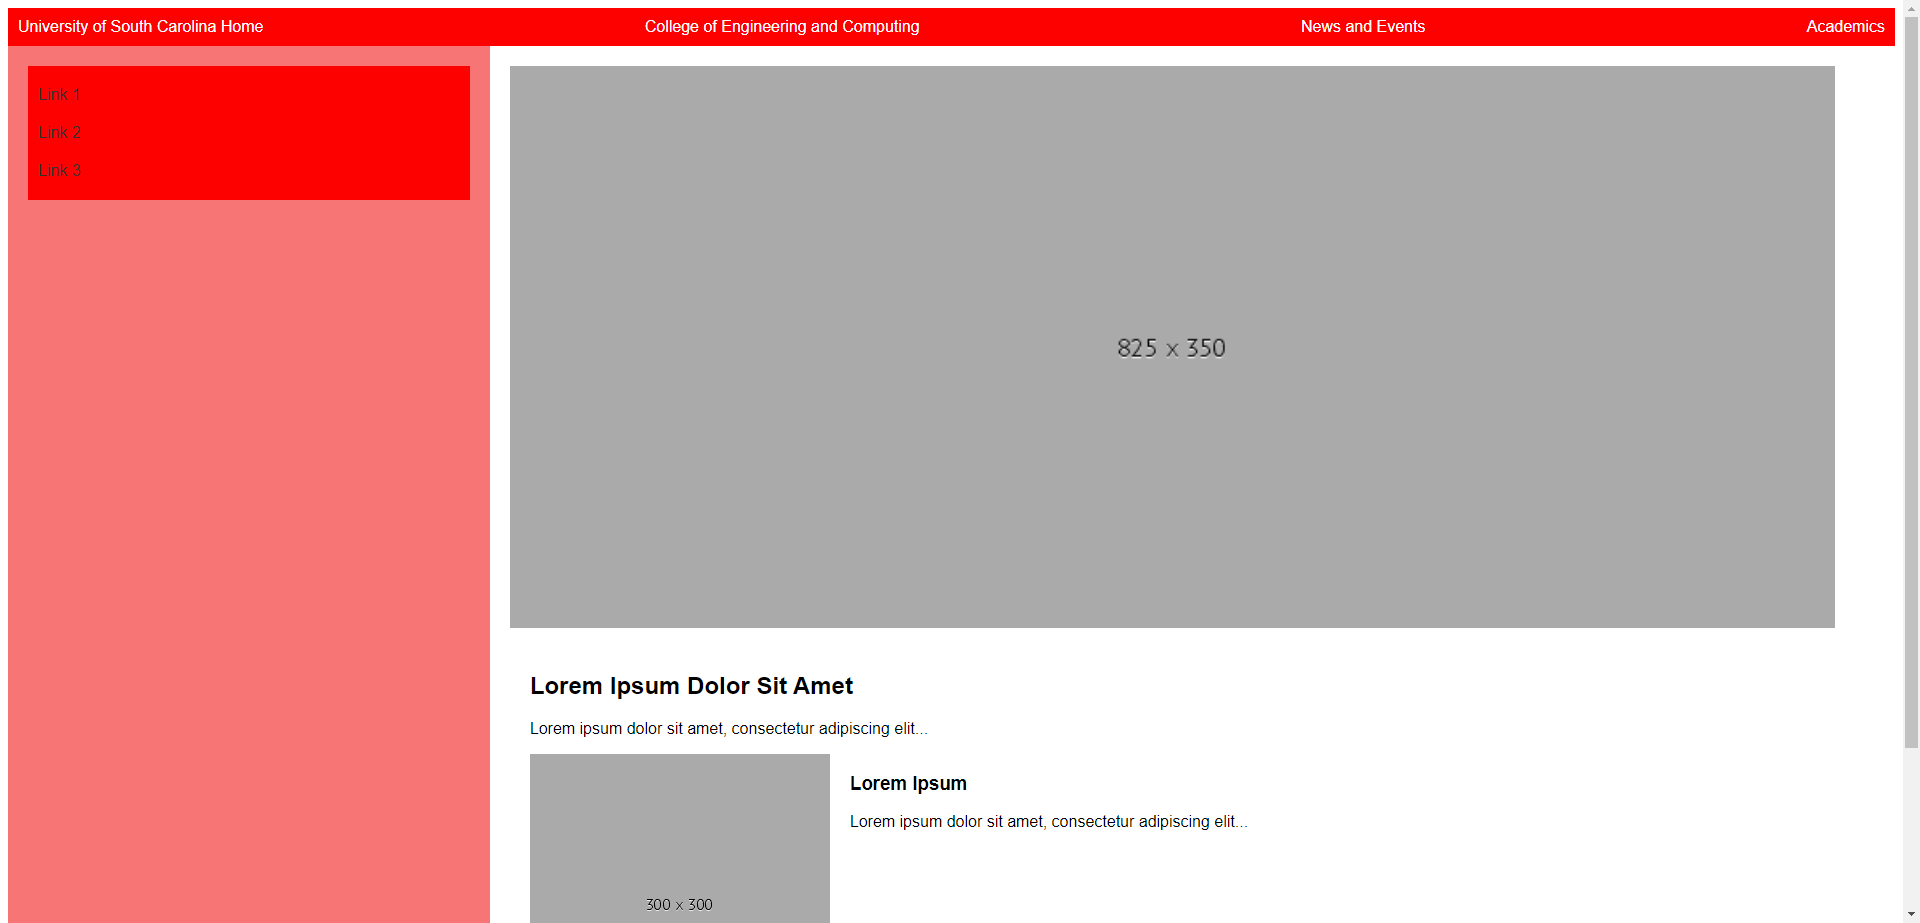 University of South Carolina Home
College of Engineering and Computing
News and Events
Academics
Link 1
Link 2
Link 3
825 x 350
Lorem Ipsum Dolor Sit Amet
Lorem ipsum dolor sit amet, consectetur adipiscing elit...
300 x 300
Lorem Ipsum
Lorem ipsum dolor sit amet, consectetur adipiscing elit...